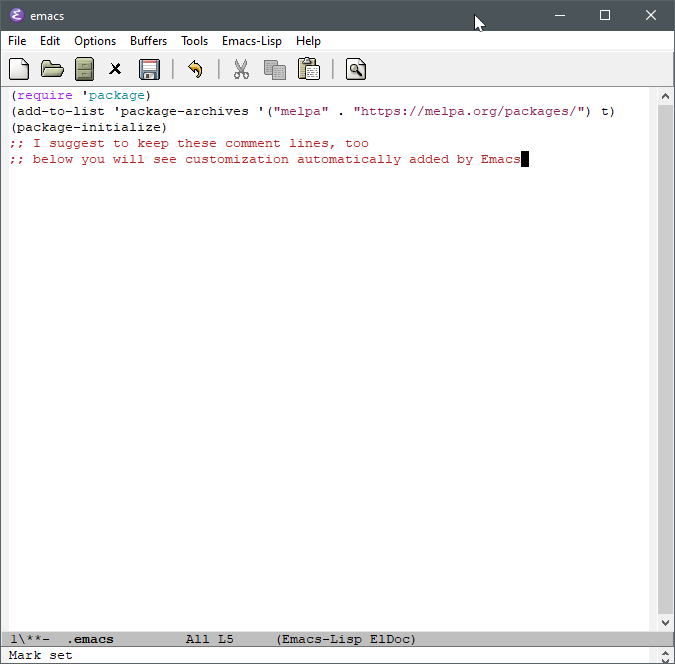 emacs
File Edit Options Buffers Tools Emacs-Lisp Help
(require 'package)
(add-to-list 'package-archives '("melpa" . "https://melpa.org/packages/") t)
(package-initialize)
;; I suggest to keep these comment lines, too
;; below you will see customization automatically added by Emacs
1\**- .emacs All L5 (Emacs-Lisp ElDoc)
Mark set